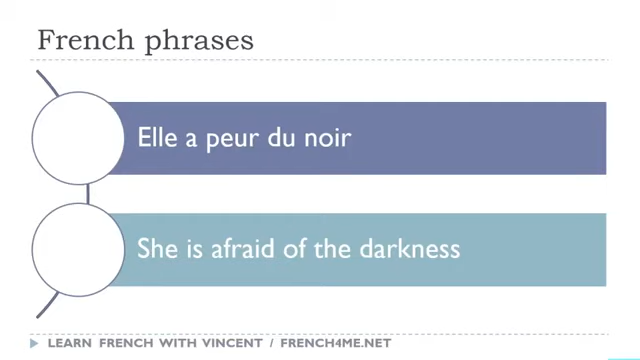 French phrases
Elle a peur du noir
She is afraid of the darkness
LEARN FRENCH WITH VINCENT / FRENCH4ME.NET